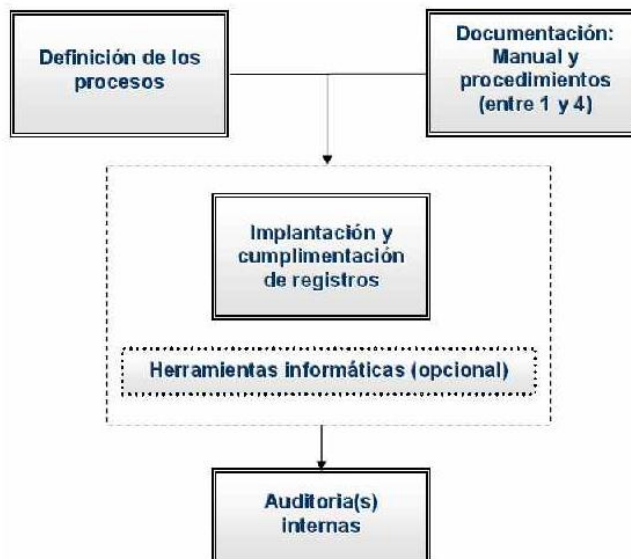 Definición de los
procesos
Documentación:
Manual y
procedimientos
(entre 1 y 4)
Implantación y
cumplimentación
de registros
Herramientas informáticas (opcional)
Auditoria(s)
internas